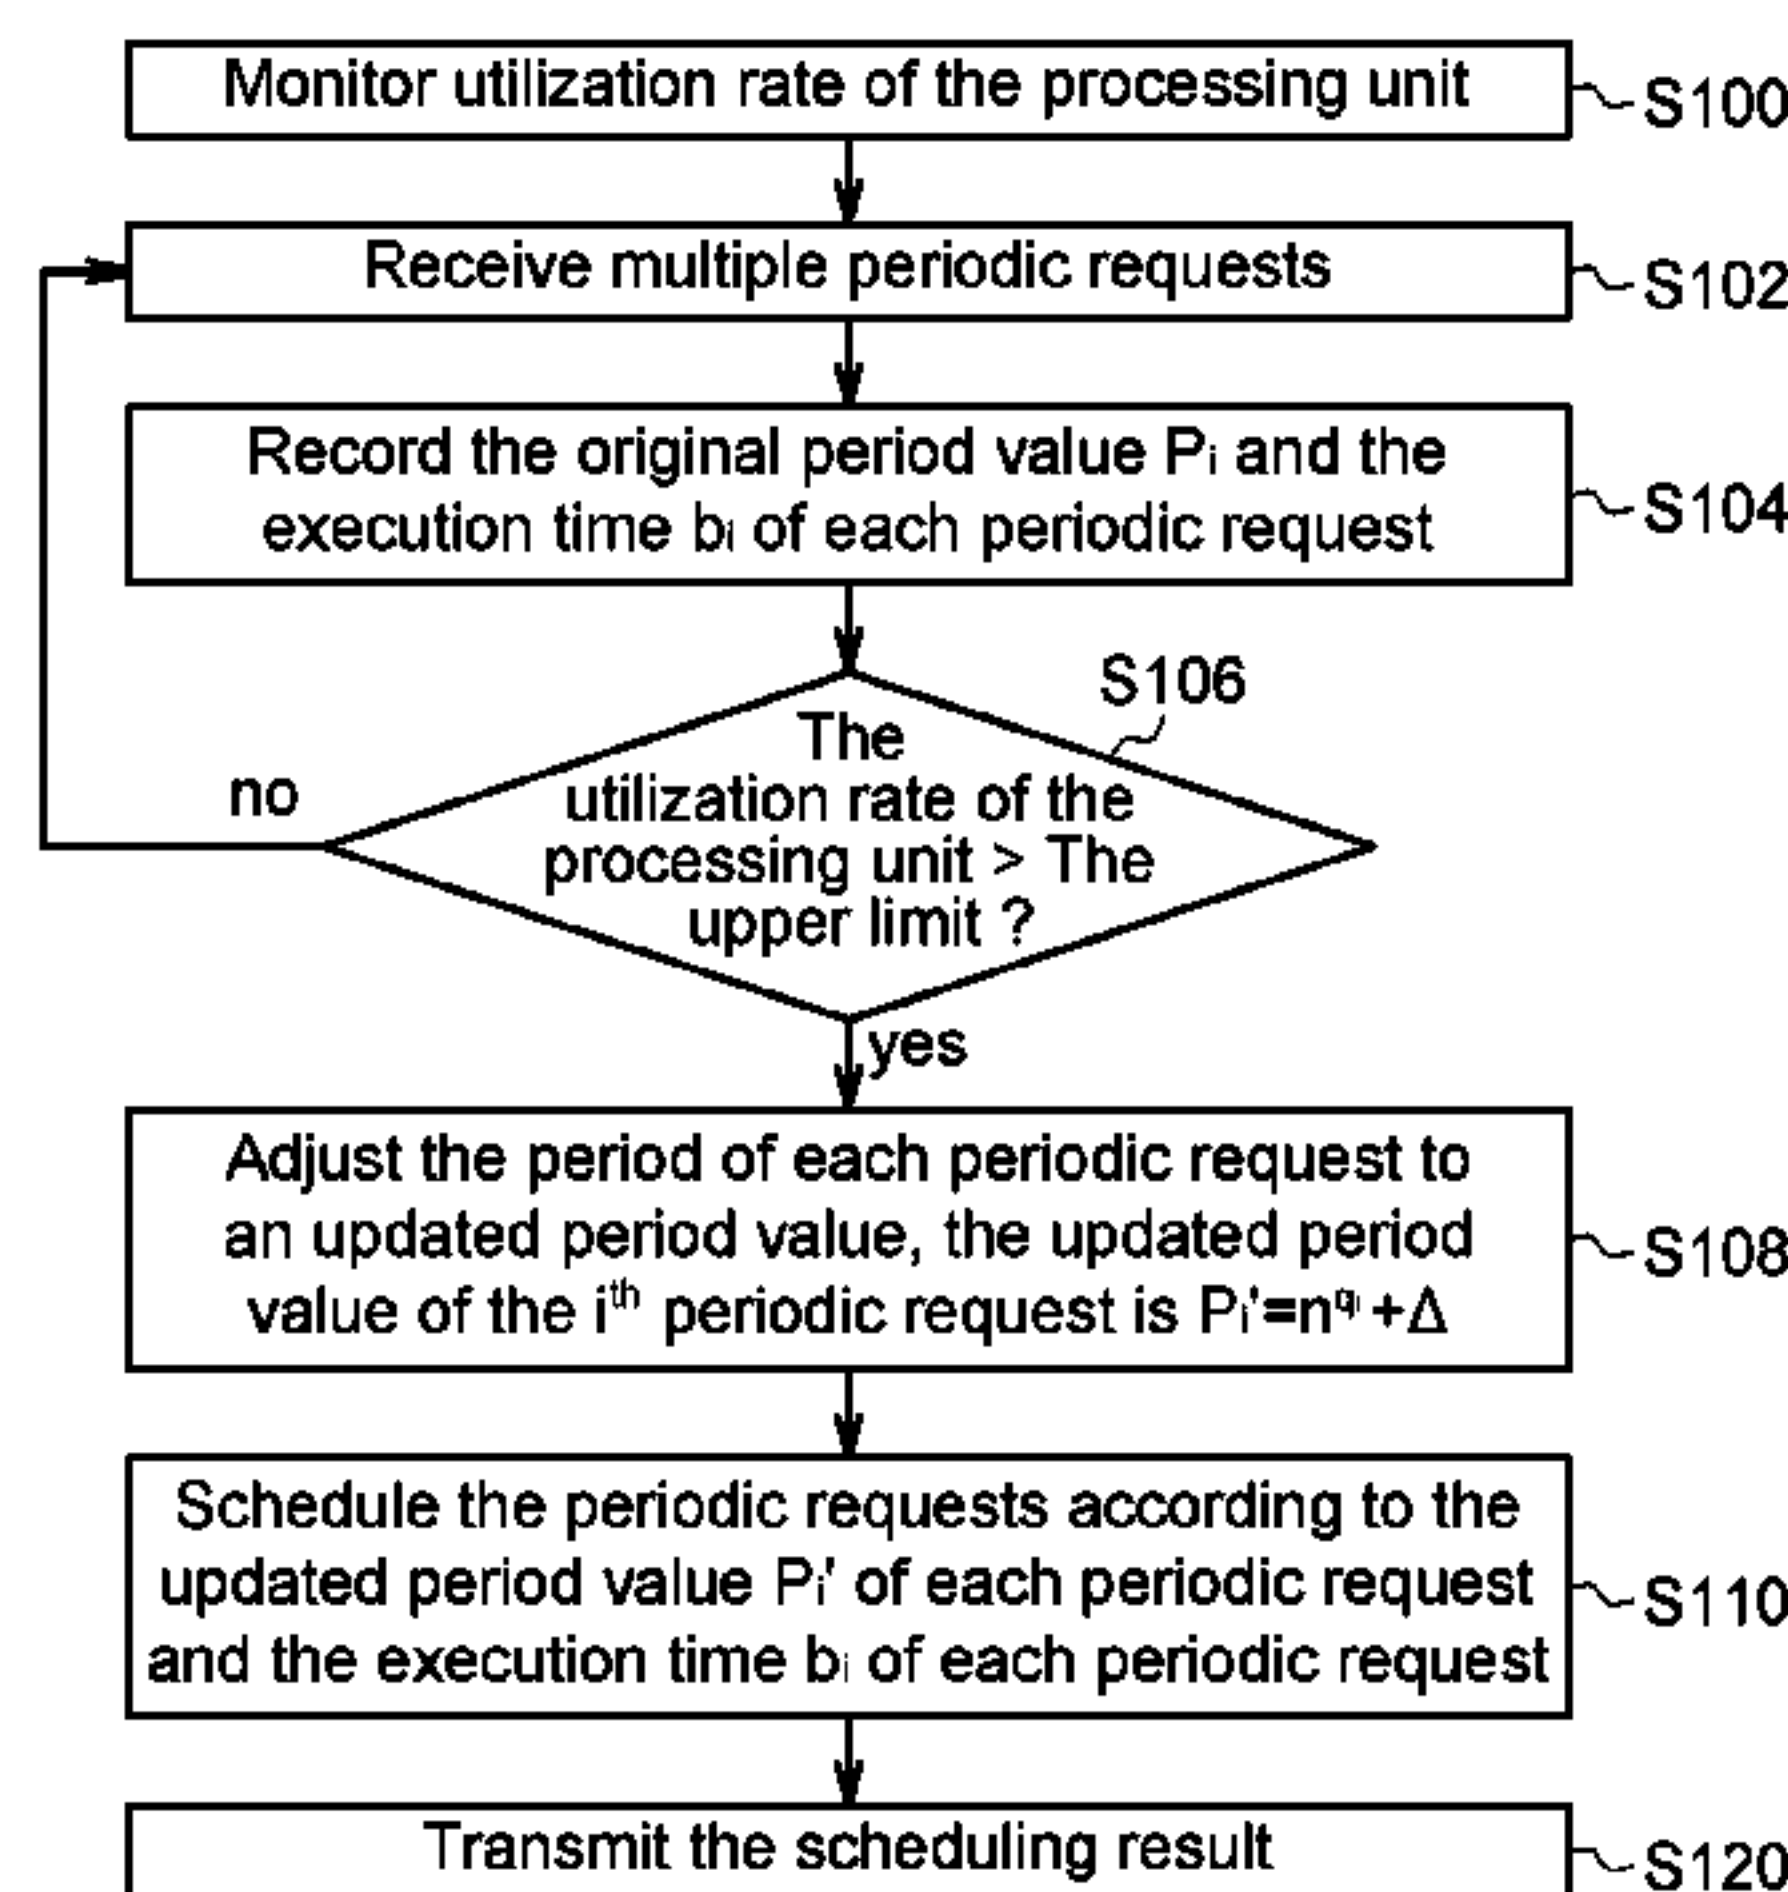 Monitor utilization rate of the processing unit
S100
Receive multiple periodic requests
S102
Record the original period value Pi and the
execution time bi of each periodic request
S104
S106
The
utilization rate of the
processing unit > The
upper limit ?
no
yes
Adjust the period of each periodic request to
an updated period value, the updated period
value of the iᵗʰ periodic request is Pi'=n^qi +Δ
S108
Schedule the periodic requests according to the
updated period value Pi' of each periodic request
and the execution time bi of each periodic request
S110
Transmit the scheduling result
S120